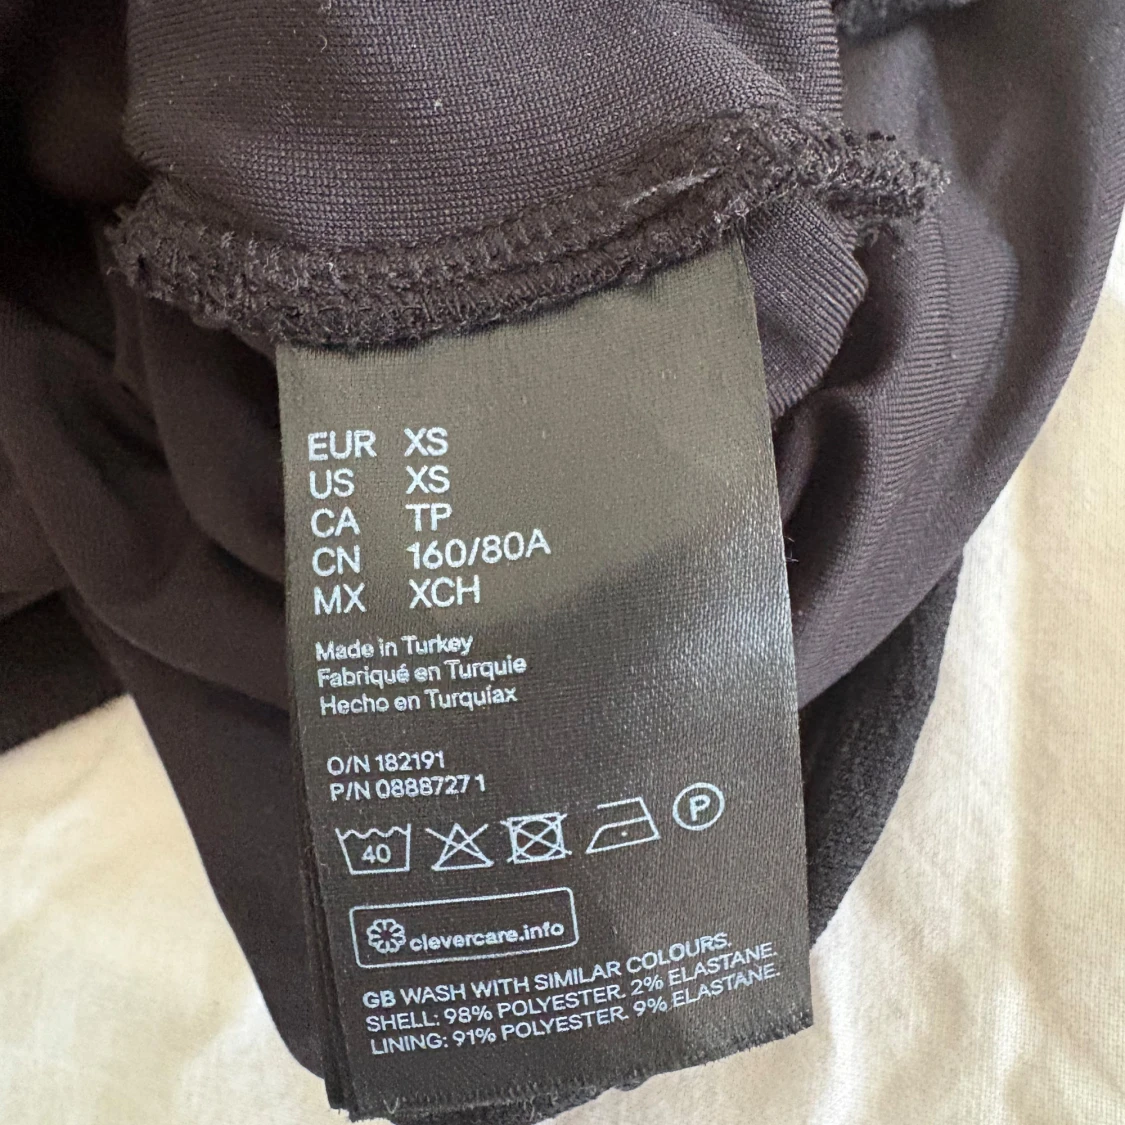 EUR XS
US XS
CA TP
CN 160/80A
MX XCH
Made in Turkey
Fabriqué en Turquie
Hecho en Turquíax
O/N 182191
P/N 08887271
40
P
clevercare.info
GB WASH WITH SIMILAR COLOURS.
SHELL: 98% POLYESTER. 2% ELASTANE.
LINING: 91% POLYESTER. 9% ELASTANE.